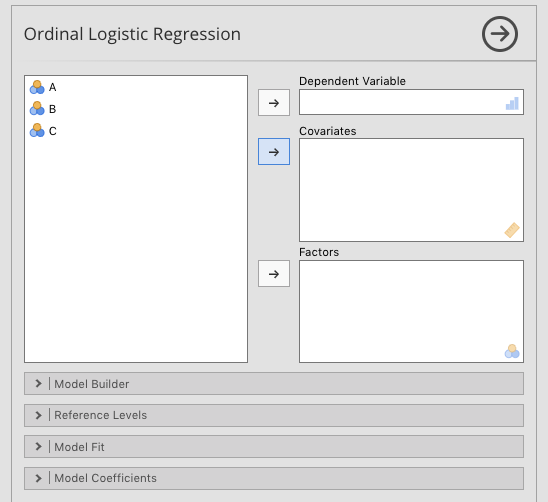 Ordinal Logistic Regression
A
B
C
Dependent Variable
Covariates
Factors
Model Builder
Reference Levels
Model Fit
Model Coefficients